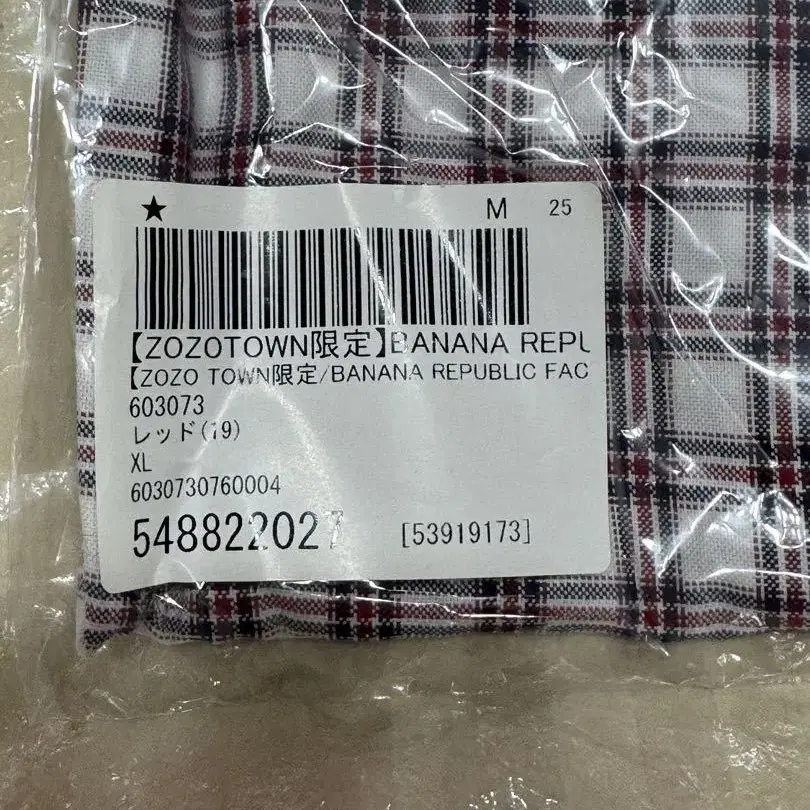 ★ M 25
【ZOZOTOWN限定】BANANA REPU
【ZOZO TOWN限定/BANANA REPUBLIC FAC
603073
レッド(19)
XL
6030730760004
548822027 [53919173]